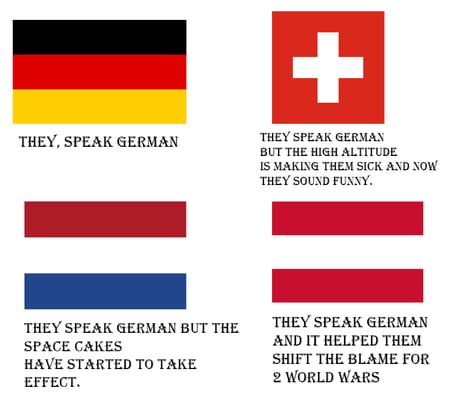 THEY, SPEAK GERMAN
THEY SPEAK GERMAN
BUT THE HIGH ALTITUDE
IS MAKING THEM SICK AND NOW
THEY SOUND FUNNY.
THEY SPEAK GERMAN BUT THE
SPACE CAKES
HAVE STARTED TO TAKE
EFFECT.
THEY SPEAK GERMAN
AND IT HELPED THEM
SHIFT THE BLAME FOR
2 WORLD WARS